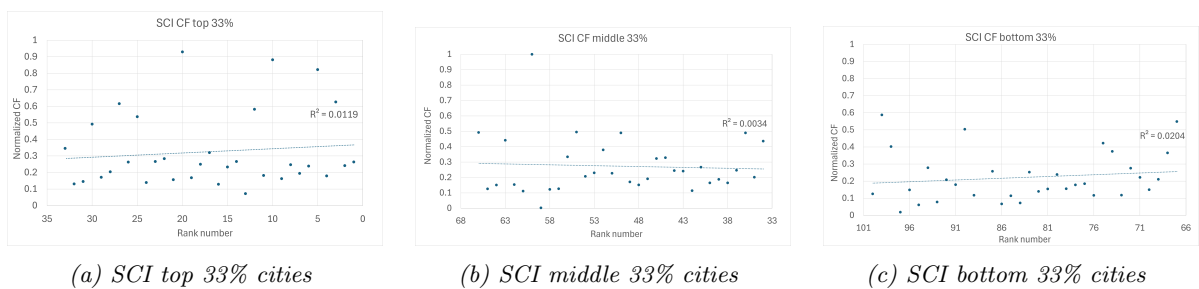 SCI CF top 33%
1
0.9
0.8
0.7
0.6
0.5
0.4
0.3
0.2
0.1
0
Normalized CF
R² = 0.0119
35 30 25 20 15 10 5 0
Rank number
(a) SCI top 33% cities
SCI CF middle 33%
1
0.9
0.8
0.7
0.6
0.5
0.4
0.3
0.2
0.1
0
Normalized CF
R² = 0.0034
68 63 58 53 48 43 38 33
Rank number
(b) SCI middle 33% cities
SCI CF bottom 33%
1
0.9
0.8
0.7
0.6
0.5
0.4
0.3
0.2
0.1
0
Normalized CF
R² = 0.0204
101 96 91 86 81 76 71 66
Rank number
(c) SCI bottom 33% cities